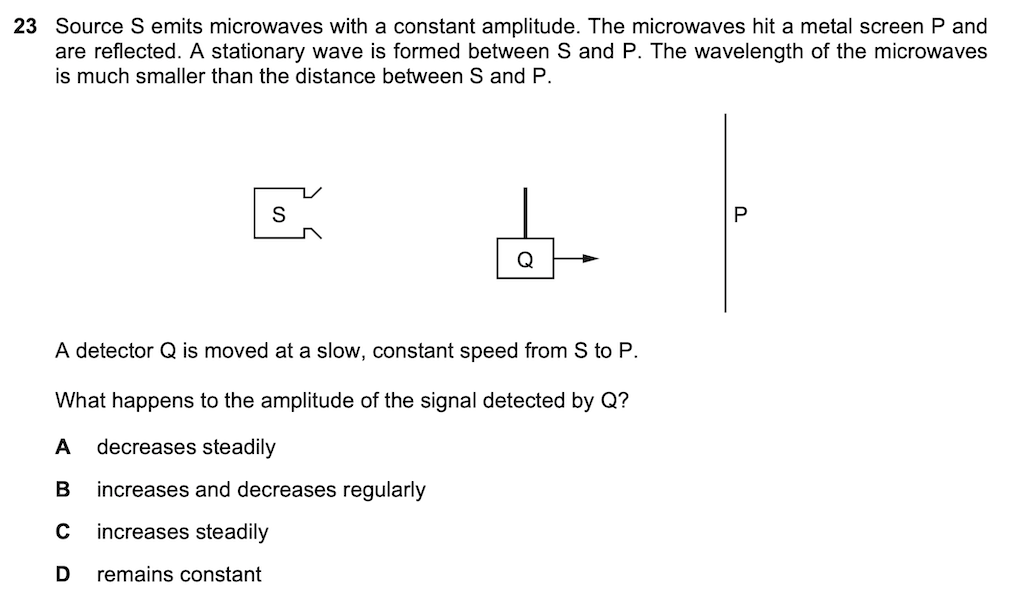 23 Source S emits microwaves with a constant amplitude. The microwaves hit a metal screen P and
are reflected. A stationary wave is formed between S and P. The wavelength of the microwaves
is much smaller than the distance between S and P.
S
P
Q
A detector Q is moved at a slow, constant speed from S to P.
What happens to the amplitude of the signal detected by Q?
A decreases steadily
B increases and decreases regularly
C increases steadily
D remains constant